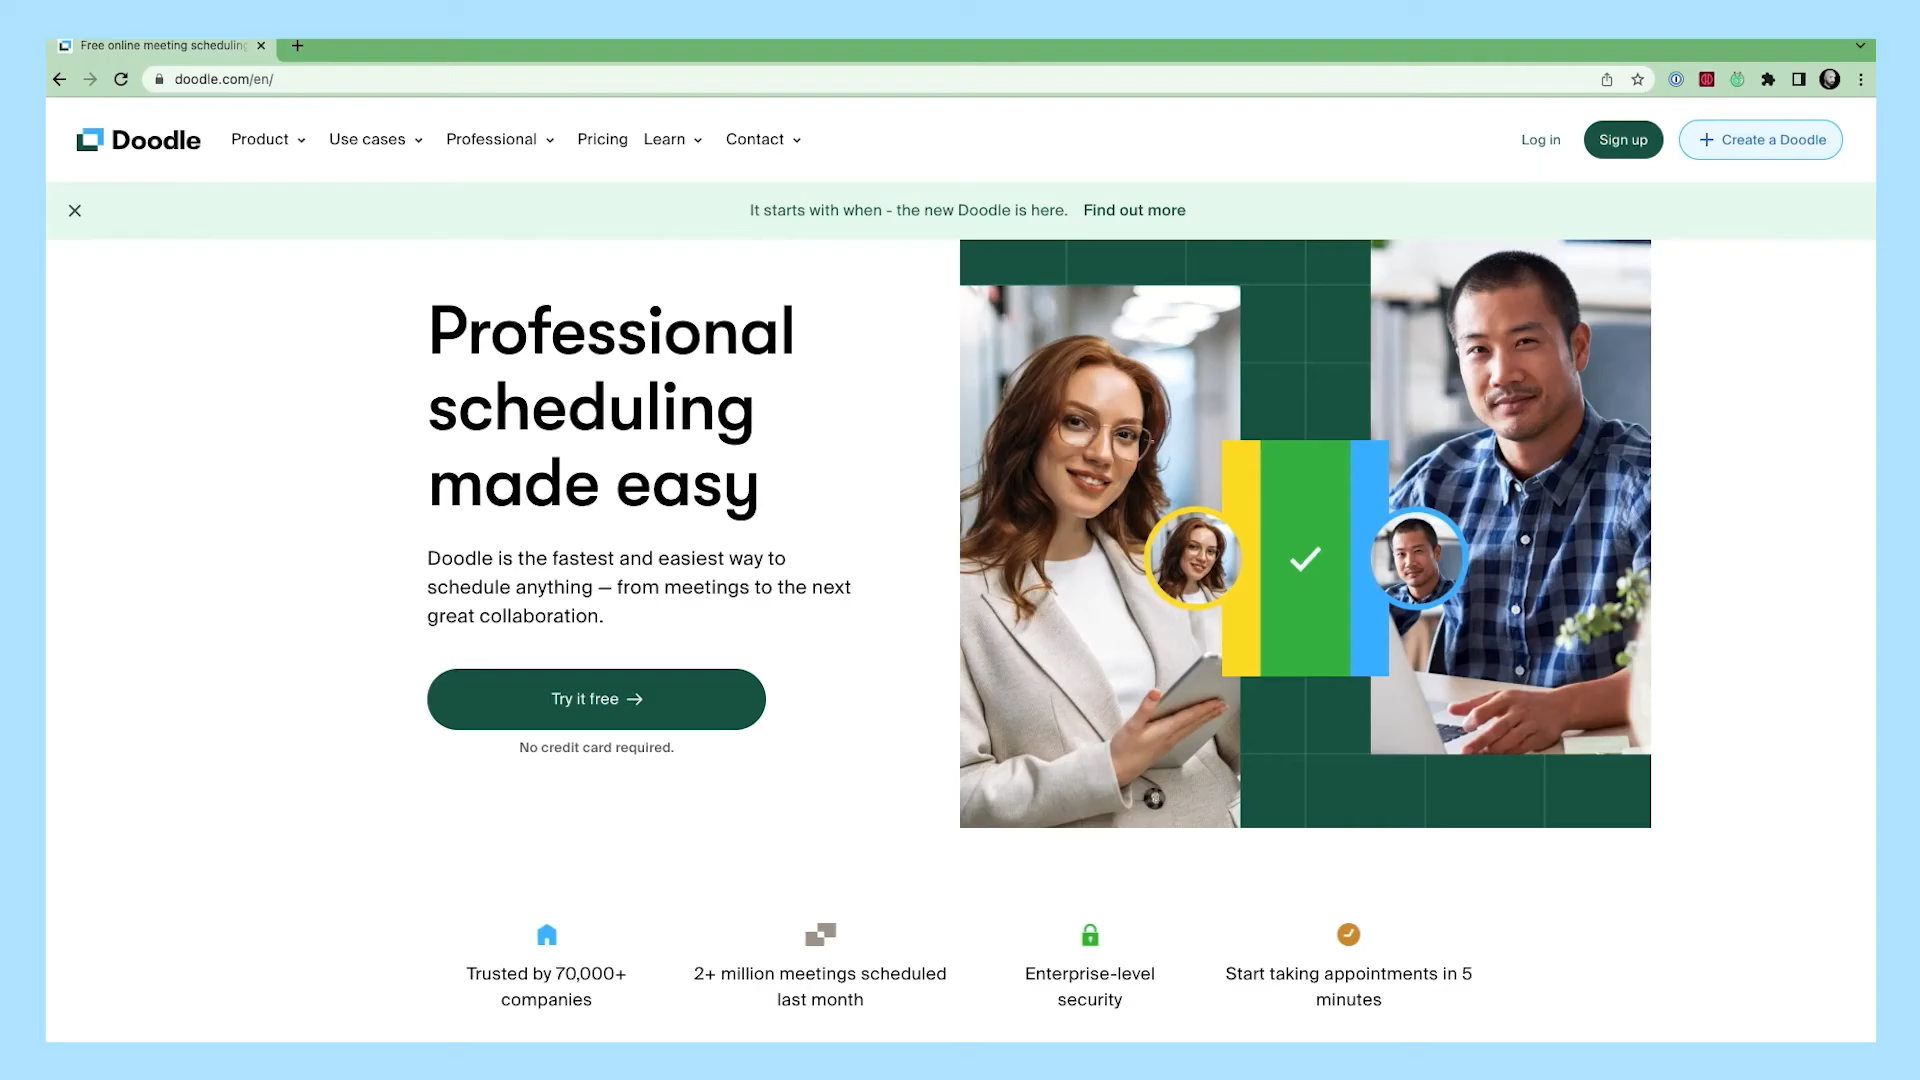 Free online meeting scheduling
doodle.com/en/
Doodle
Product
Use cases
Professional
Pricing
Learn
Contact
Log in
Sign up
Create a Doodle
It starts with when - the new Doodle is here. Find out more
Professional
scheduling
made easy
Doodle is the fastest and easiest way to
schedule anything — from meetings to the next
great collaboration.
Try it free
No credit card required.
Trusted by 70,000+
companies
2+ million meetings scheduled
last month
Enterprise-level
security
Start taking appointments in 5
minutes